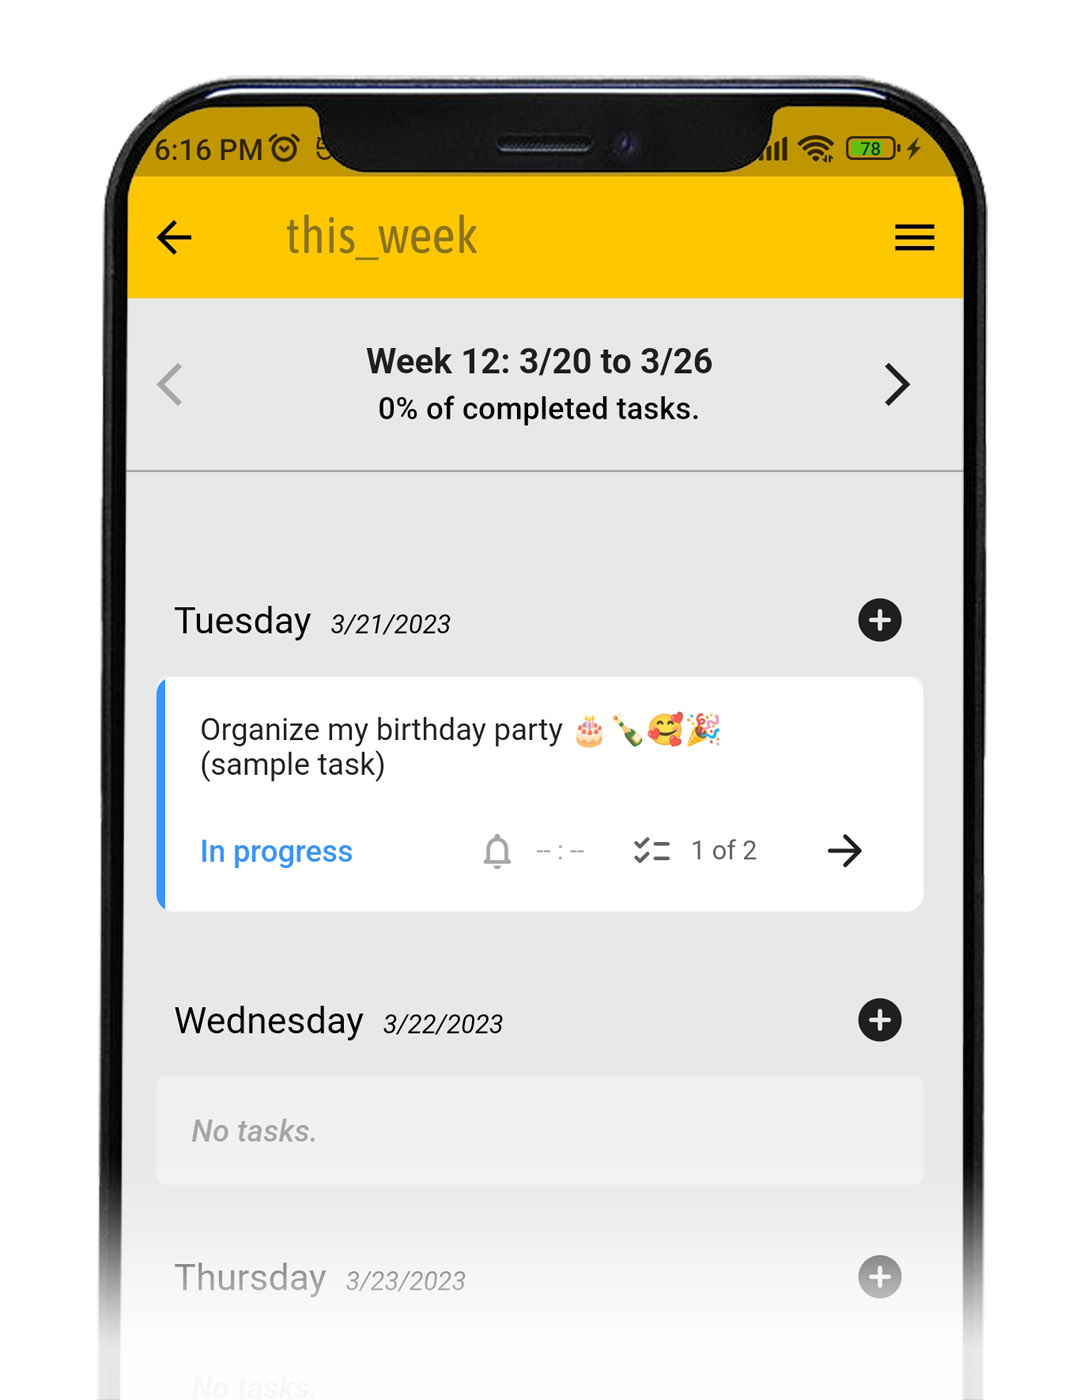 6:16 PM
78
this_week
Week 12: 3/20 to 3/26
0% of completed tasks.
Tuesday 3/21/2023
Organize my birthday party 🎂🍾🥰🎉
(sample task)
In progress -- : -- 1 of 2
Wednesday 3/22/2023
No tasks.
Thursday 3/23/2023
No tasks.